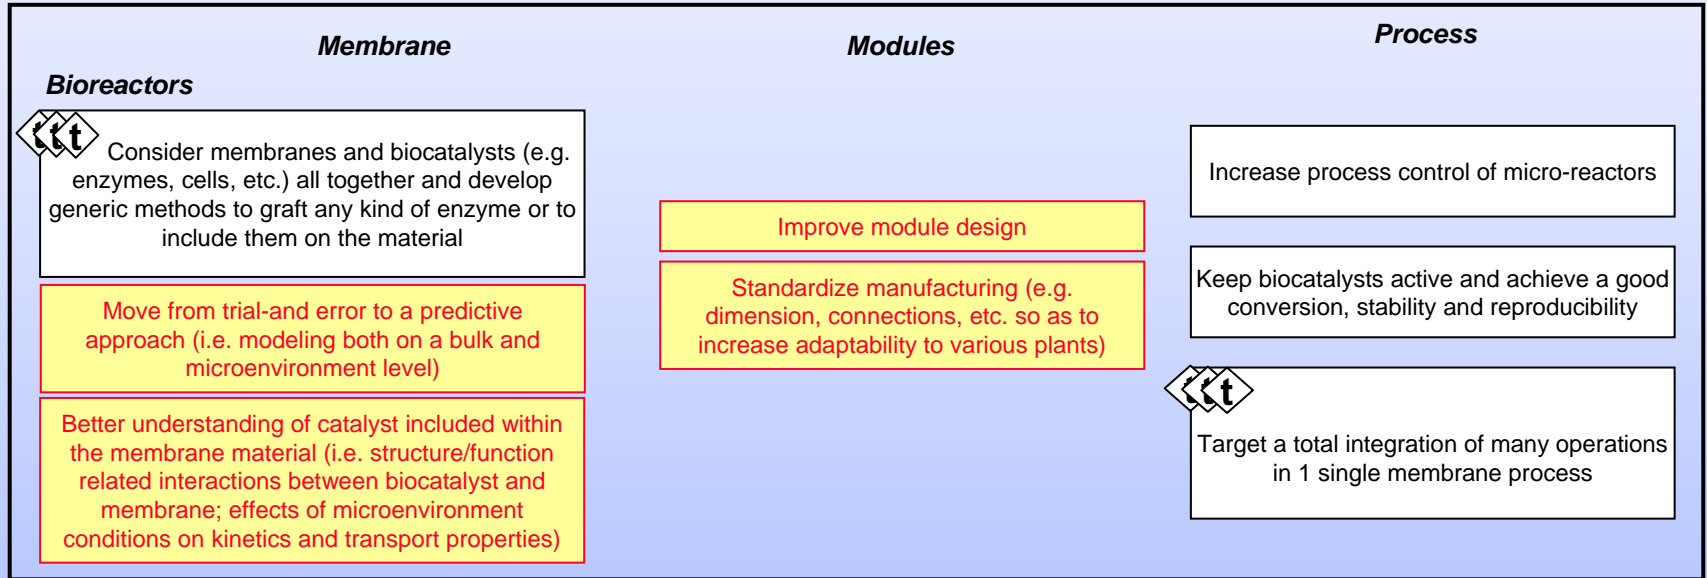 Membrane
Modules
Process
Bioreactors
t t t
Consider membranes and biocatalysts (e.g.
enzymes, cells, etc.) all together and develop
generic methods to graft any kind of enzyme or to
include them on the material
Move from trial-and error to a predictive
approach (i.e. modeling both on a bulk and
microenvironment level)
Better understanding of catalyst included within
the membrane material (i.e. structure/function
related interactions between biocatalyst and
membrane; effects of microenvironment
conditions on kinetics and transport properties)
Improve module design
Standardize manufacturing (e.g.
dimension, connections, etc. so as to
increase adaptability to various plants)
Increase process control of micro-reactors
Keep biocatalysts active and achieve a good
conversion, stability and reproducibility
t t t
Target a total integration of many operations
in 1 single membrane process